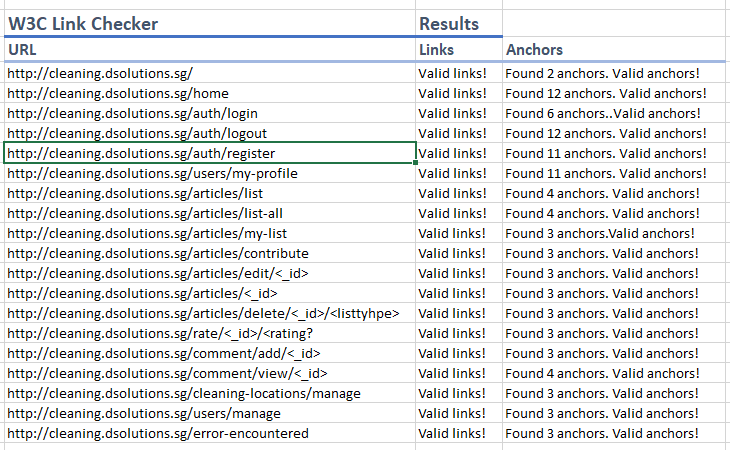 W3C Link Checker Results
URL Links Anchors
http://cleaning.dsolutions.sg/ Valid links! Found 2 anchors. Valid anchors!
http://cleaning.dsolutions.sg/home Valid links! Found 12 anchors. Valid anchors!
http://cleaning.dsolutions.sg/auth/login Valid links! Found 6 anchors..Valid anchors!
http://cleaning.dsolutions.sg/auth/logout Valid links! Found 12 anchors. Valid anchors!
http://cleaning.dsolutions.sg/auth/register Valid links! Found 11 anchors. Valid anchors!
http://cleaning.dsolutions.sg/users/my-profile Valid links! Found 11 anchors. Valid anchors!
http://cleaning.dsolutions.sg/articles/list Valid links! Found 4 anchors. Valid anchors!
http://cleaning.dsolutions.sg/articles/list-all Valid links! Found 4 anchors. Valid anchors!
http://cleaning.dsolutions.sg/articles/my-list Valid links! Found 3 anchors.Valid anchors!
http://cleaning.dsolutions.sg/articles/contribute Valid links! Found 3 anchors. Valid anchors!
http://cleaning.dsolutions.sg/articles/edit/<_id> Valid links! Found 3 anchors. Valid anchors!
http://cleaning.dsolutions.sg/articles/<_id> Valid links! Found 3 anchors. Valid anchors!
http://cleaning.dsolutions.sg/articles/delete/<_id>/<listtyhpe> Valid links! Found 3 anchors. Valid anchors!
http://cleaning.dsolutions.sg/rate/<_id>/<rating? Valid links! Found 3 anchors. Valid anchors!
http://cleaning.dsolutions.sg/comment/add/<_id> Valid links! Found 3 anchors. Valid anchors!
http://cleaning.dsolutions.sg/comment/view/<_id> Valid links! Found 4 anchors. Valid anchors!
http://cleaning.dsolutions.sg/cleaning-locations/manage Valid links! Found 3 anchors. Valid anchors!
http://cleaning.dsolutions.sg/users/manage Valid links! Found 3 anchors. Valid anchors!
http://cleaning.dsolutions.sg/error-encountered Valid links! Found 3 anchors. Valid anchors!